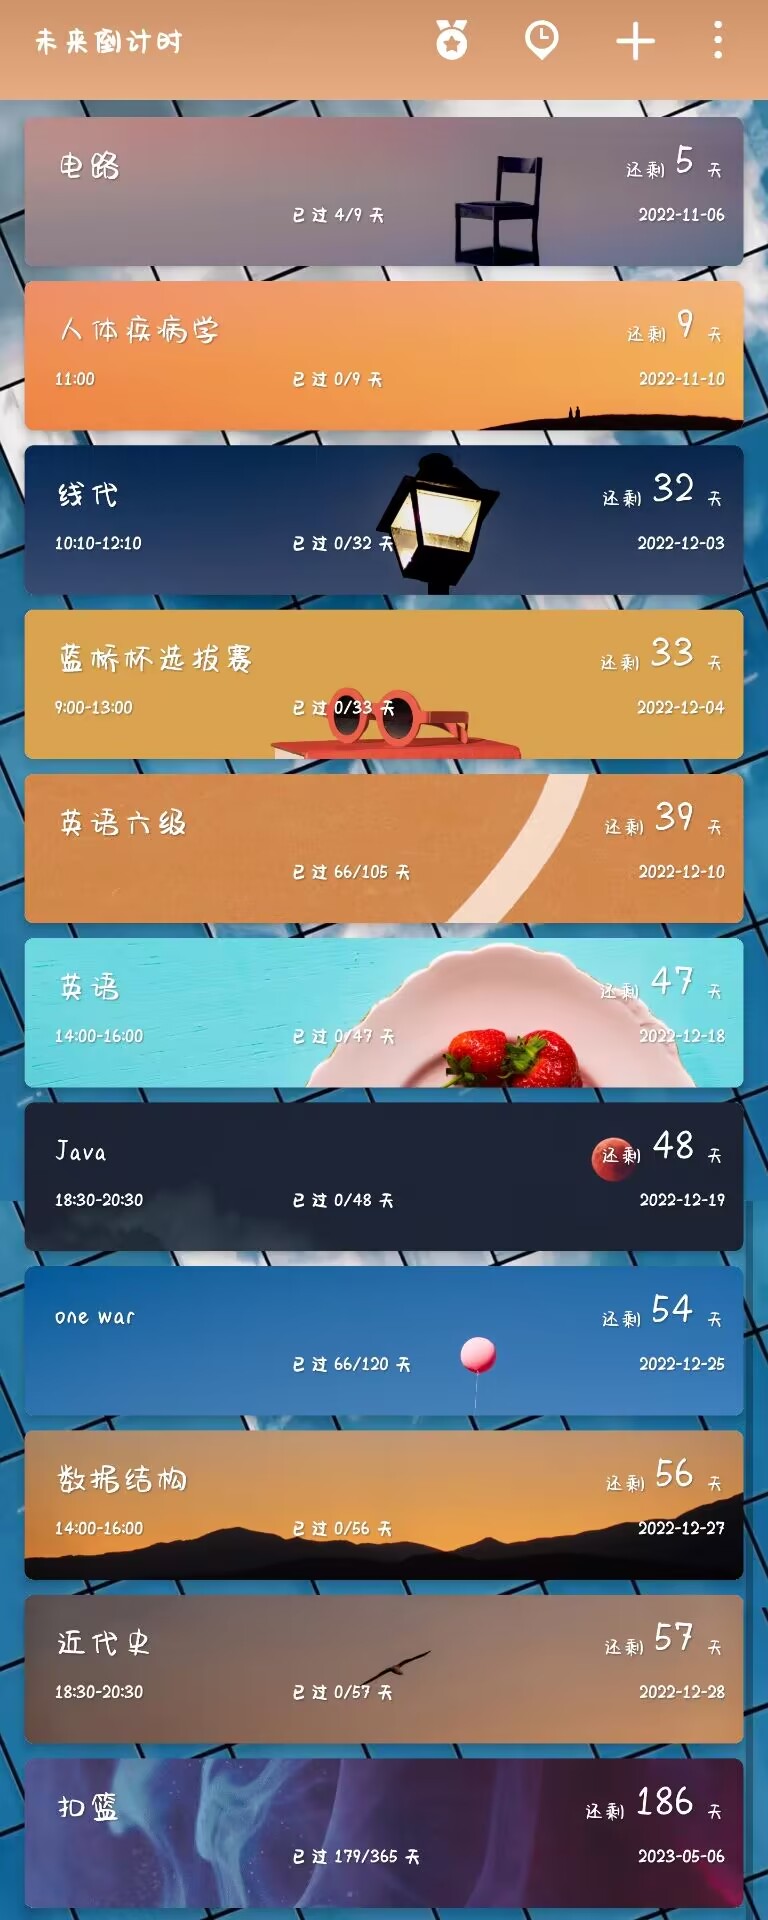 未来倒计时
电路
还剩 5 天
已过 4/9 天
2022-11-06
人体疾病学
还剩 9 天
11:00
已过 0/9 天
2022-11-10
线代
还剩 32 天
10:10-12:10
已过 0/32 天
2022-12-03
蓝桥杯选拔赛
还剩 33 天
9:00-13:00
已过 0/33 天
2022-12-04
英语六级
还剩 39 天
已过 66/105 天
2022-12-10
英语
还剩 47 天
14:00-16:00
已过 0/47 天
2022-12-18
Java
还剩 48 天
18:30-20:30
已过 0/48 天
2022-12-19
one war
还剩 54 天
已过 66/120 天
2022-12-25
数据结构
还剩 56 天
14:00-16:00
已过 0/56 天
2022-12-27
近代史
还剩 57 天
18:30-20:30
已过 0/57 天
2022-12-28
扣篮
还剩 186 天
已过 179/365 天
2023-05-06